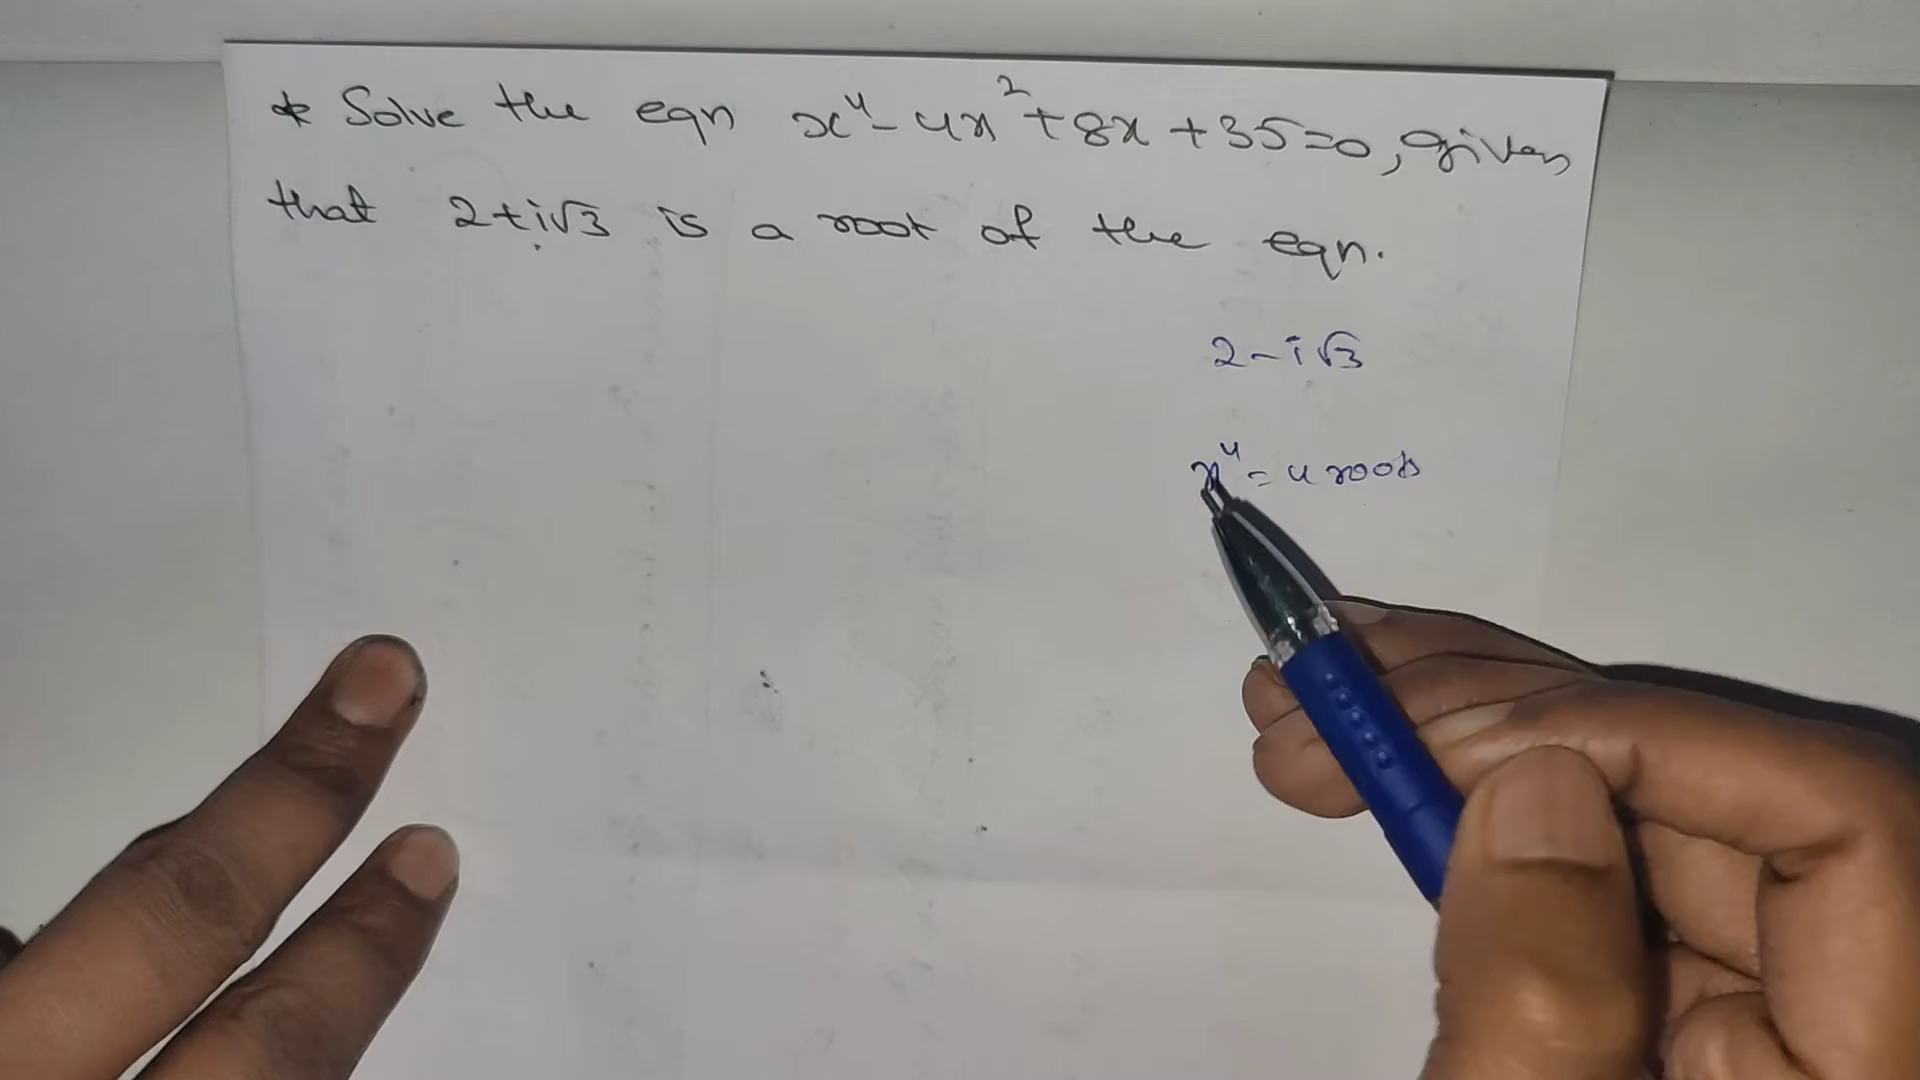 * Solve the eqn x⁴-4x²+8x+35=0, given
that 2+i√3 is a root of the eqn.
2-i√3
x⁴=4 roots